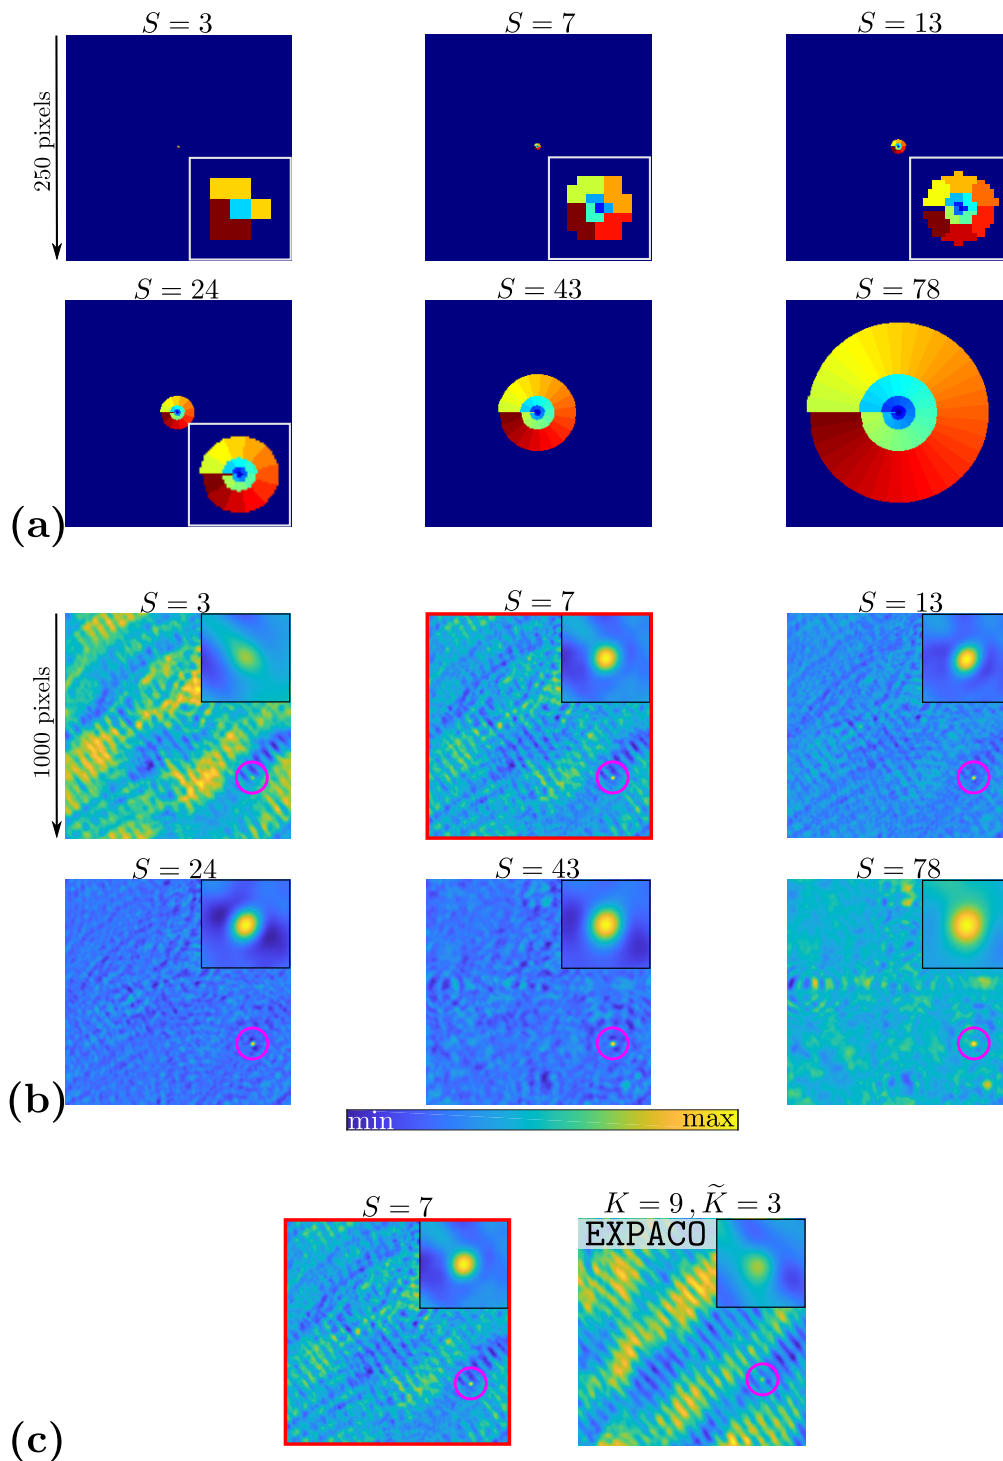 S = 3
S = 7
S = 13
250 pixels
S = 24
S = 43
S = 78
(a)
S = 3
S = 7
S = 13
1000 pixels
S = 24
S = 43
S = 78
(b)
min
max
S = 7
K = 9 , K̃ = 3
EXPACO
(c)